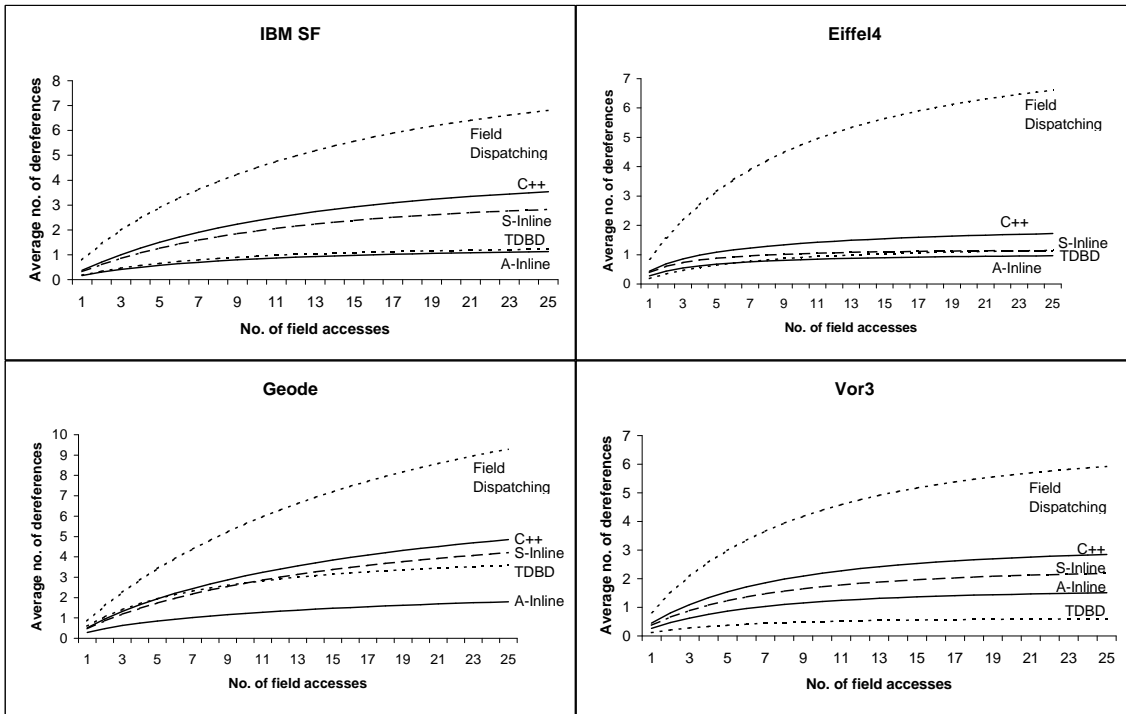 IBM SF
Average no. of dereferences
8
7
6
5
4
3
2
1
0
Field
Dispatching
C++
S-Inline
TDBD
A-Inline
1 3 5 7 9 11 13 15 17 19 21 23 25
No. of field accesses
Eiffel4
Average no. of dereferences
7
6
5
4
3
2
1
0
Field
Dispatching
C++
S-Inline
TDBD
A-Inline
1 3 5 7 9 11 13 15 17 19 21 23 25
No. of field accesses
Geode
Average no. of dereferences
10
9
8
7
6
5
4
3
2
1
0
Field
Dispatching
C++
S-Inline
TDBD
A-Inline
1 3 5 7 9 11 13 15 17 19 21 23 25
No. of field accesses
Vor3
Average no. of dereferences
7
6
5
4
3
2
1
0
Field
Dispatching
C++
S-Inline
A-Inline
TDBD
1 3 5 7 9 11 13 15 17 19 21 23 25
No. of field accesses